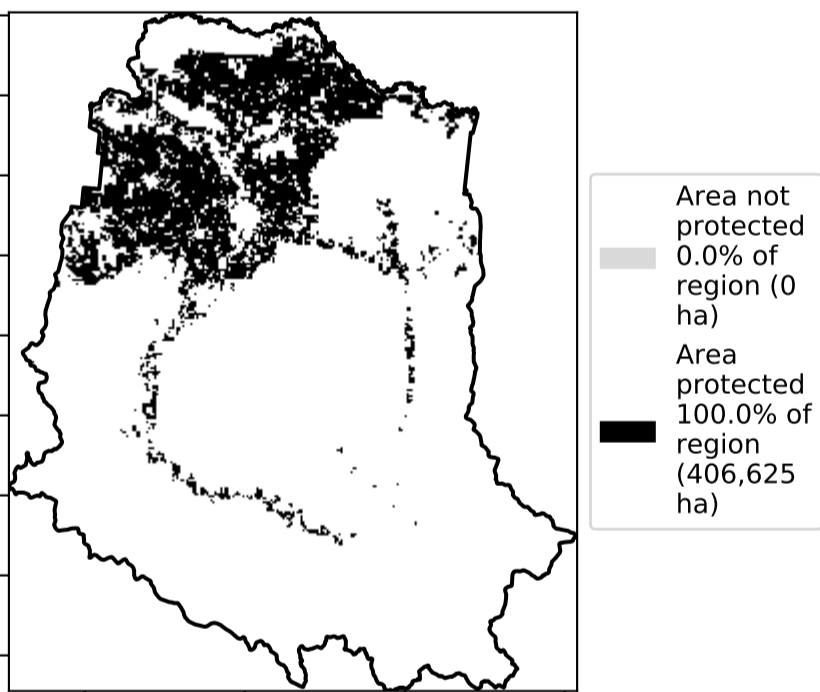 Area not
protected
0.0% of
region (0
ha)
Area
protected
100.0% of
region
(406,625
ha)